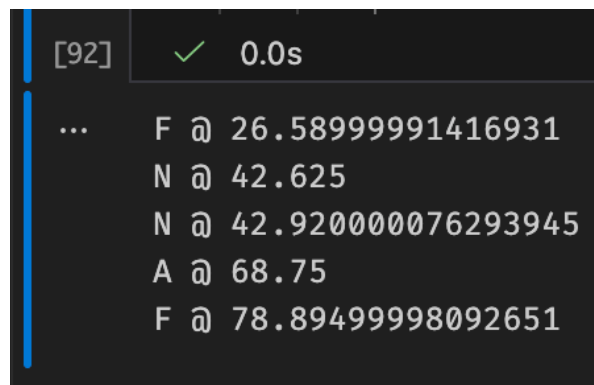 [92] 0.0s
... F @ 26.58999991416931
N @ 42.625
N @ 42.920000076293945
A @ 68.75
F @ 78.89499998092651